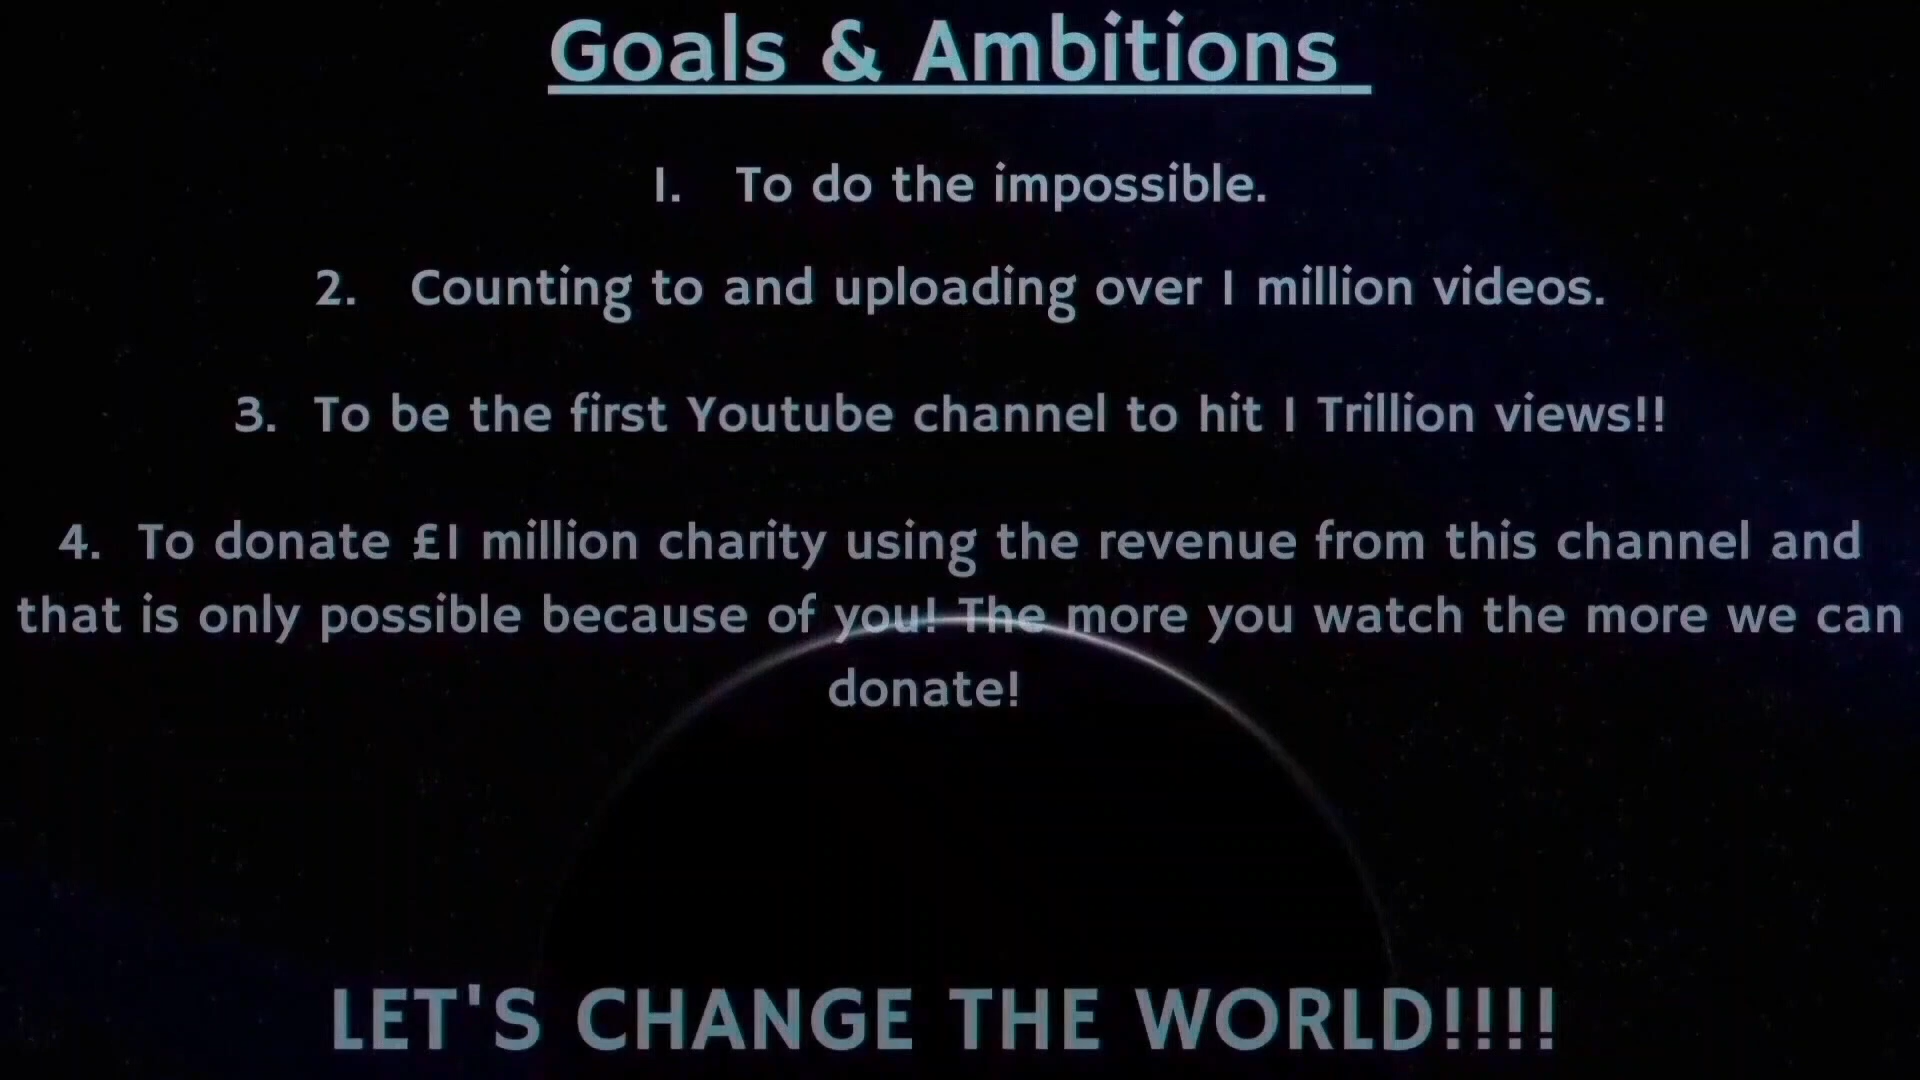 Goals & Ambitions
1. To do the impossible.
2. Counting to and uploading over 1 million videos.
3. To be the first Youtube channel to hit 1 Trillion views!!
4. To donate £1 million charity using the revenue from this channel and
that is only possible because of you! The more you watch the more we can
donate!
LET'S CHANGE THE WORLD!!!!